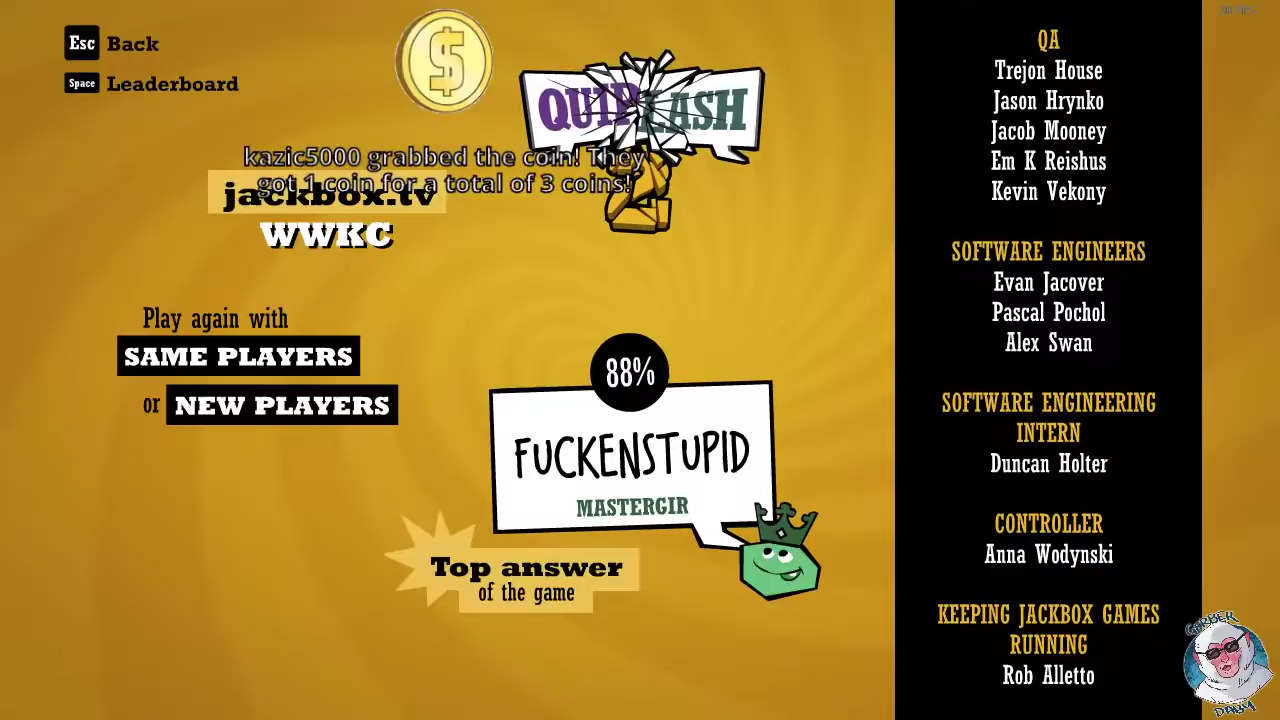 Esc Back
Space Leaderboard
QUIPLASH
2
kazic5000 grabbed the coin! They
got 1 coin for a total of 3 coins!
jackbox.tv
WWKC
Play again with
SAME PLAYERS
or NEW PLAYERS
88%
FUCKENSTUPID
MASTERGIR
Top answer
of the game
QA
Trejon House
Jason Hrynko
Jacob Mooney
Em K Reishus
Kevin Vekony
SOFTWARE ENGINEERS
Evan Jacover
Pascal Pochol
Alex Swan
SOFTWARE ENGINEERING
INTERN
Duncan Holter
CONTROLLER
Anna Wodynski
KEEPING JACKBOX GAMES
RUNNING
Rob Alletto